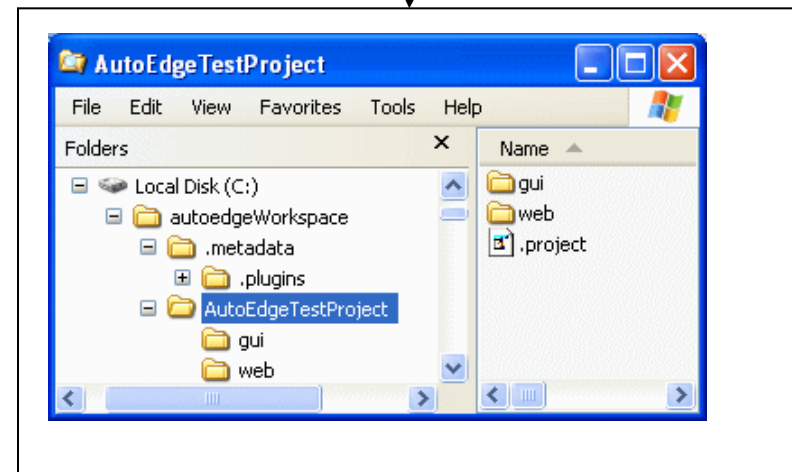 AutoEdgeTestProject
File Edit View Favorites Tools Help
Folders
Local Disk (C:)
autoedgeWorkspace
.metadata
.plugins
AutoEdgeTestProject
gui
web
Name
gui
web
.project